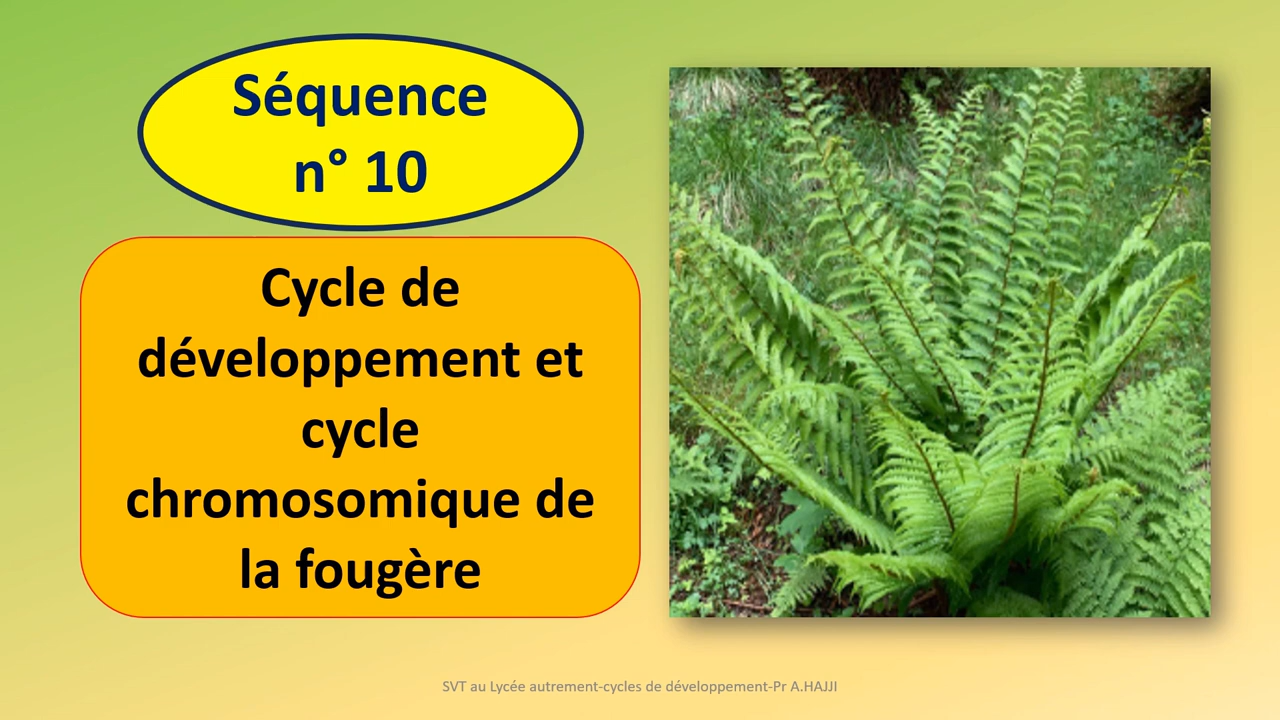 Séquence
n° 10
Cycle de
développement et
cycle
chromosomique de
la fougère
SVT au Lycée autrement-cycles de développement-Pr A.HAJJI